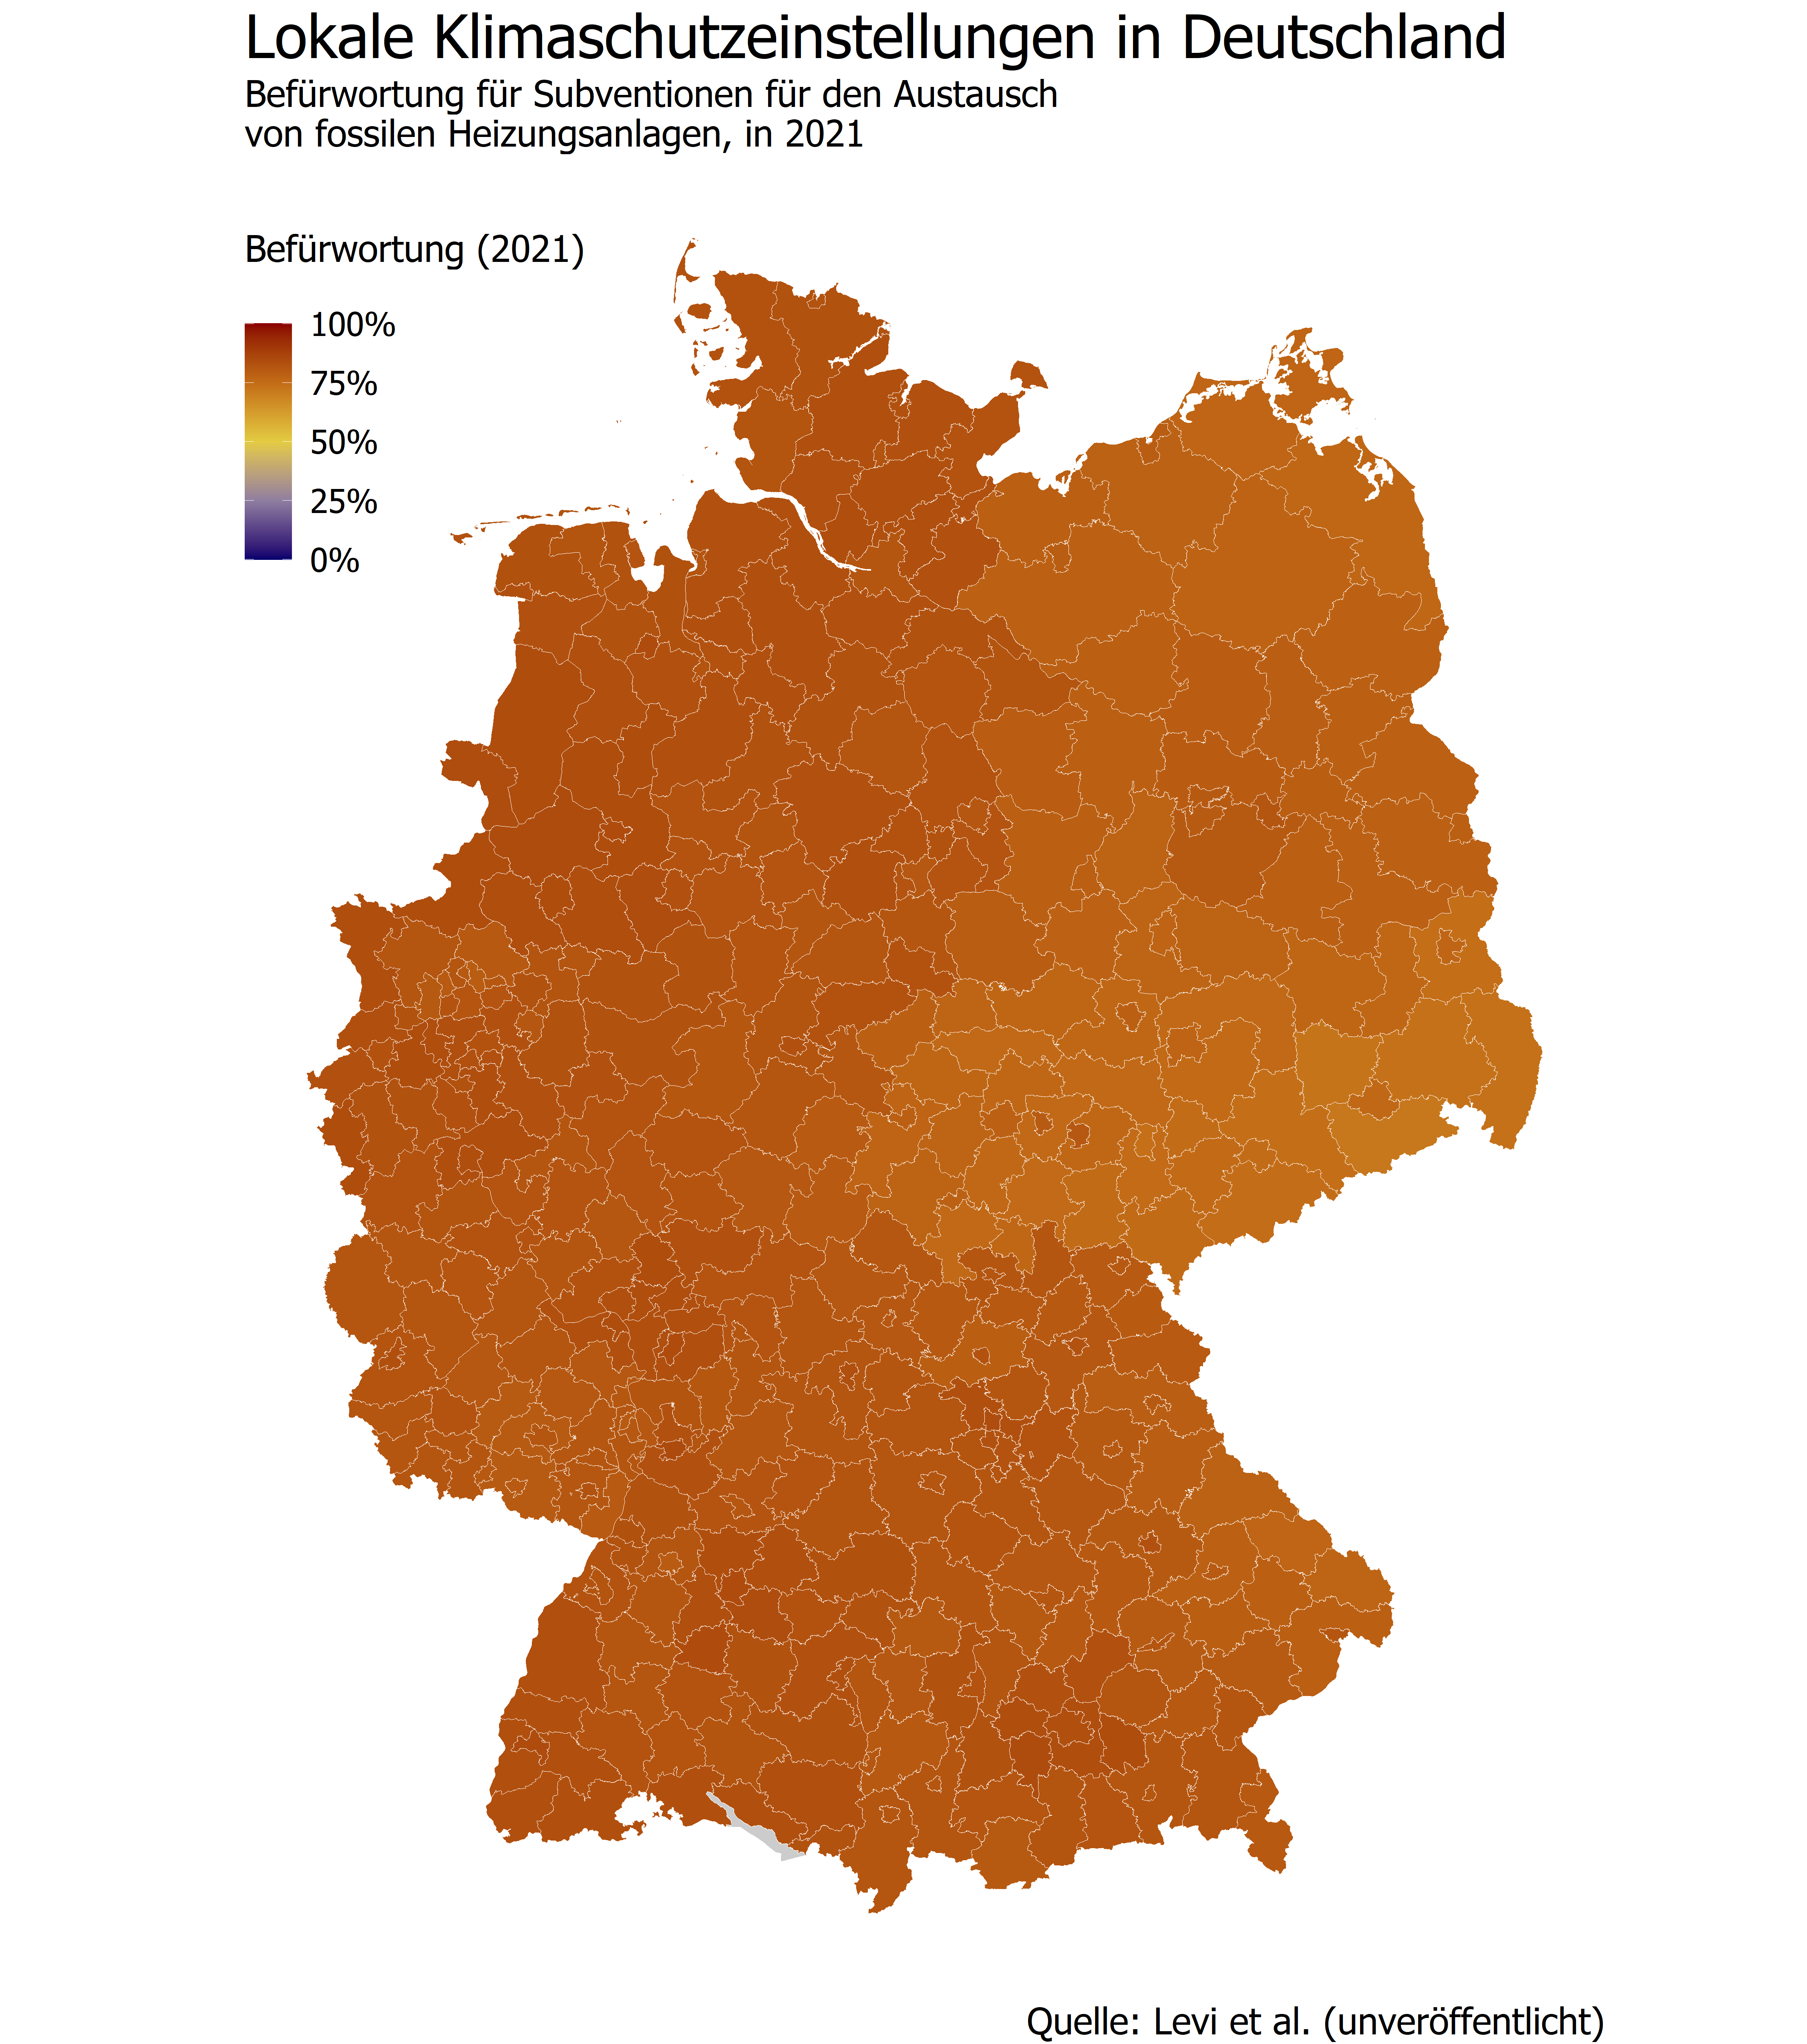 Lokale Klimaschutzeinstellungen in Deutschland
Befürwortung für Subventionen für den Austausch
von fossilen Heizungsanlagen, in 2021
Befürwortung (2021)
100%
75%
50%
25%
0%
Quelle: Levi et al. (unveröffentlicht)